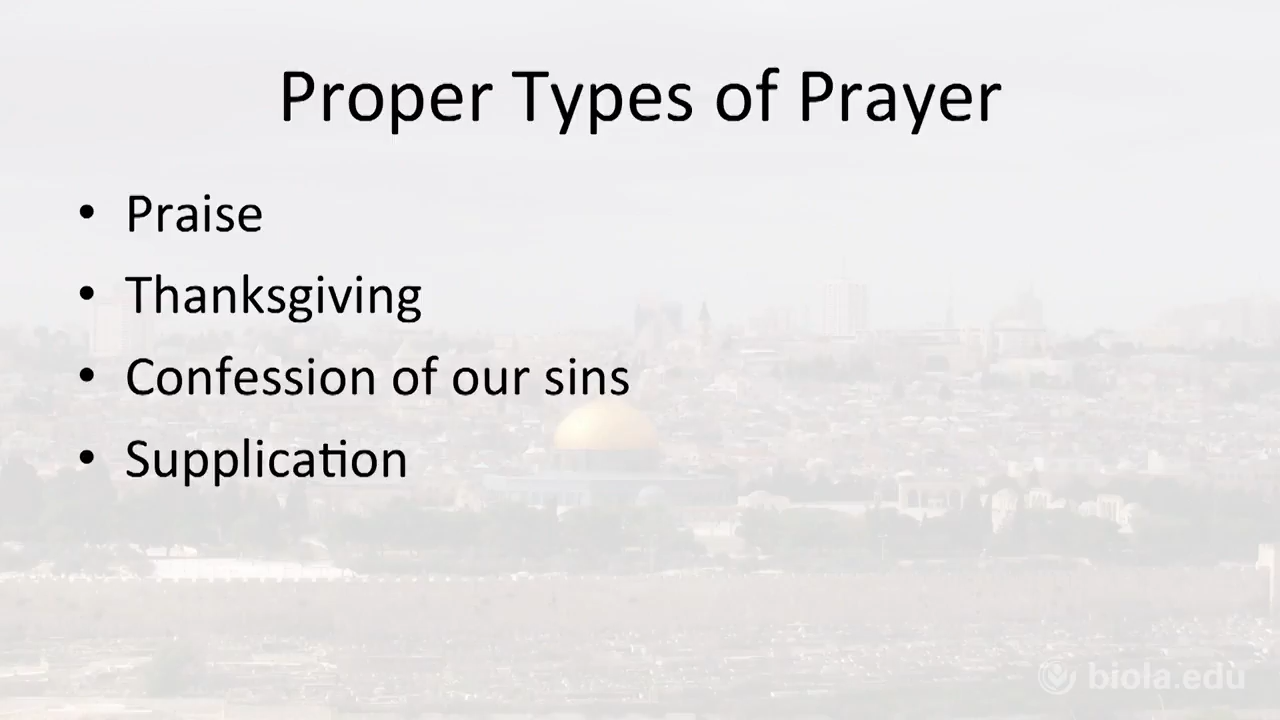 Proper Types of Prayer
• Praise
• Thanksgiving
• Confession of our sins
• Supplication
biola.edu